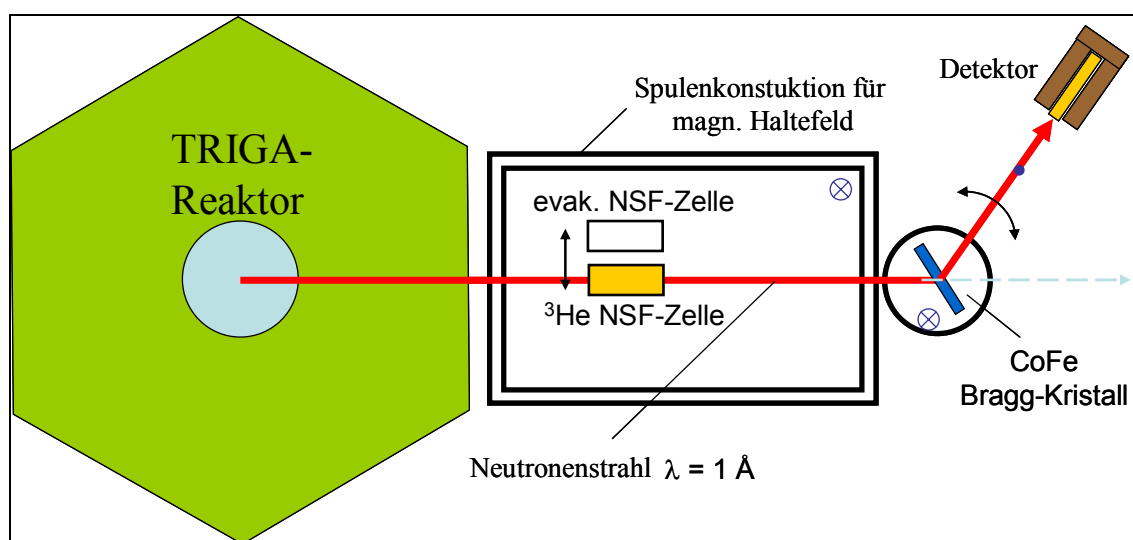 TRIGA-
Reaktor
Spulenkonstuktion für
magn. Haltefeld
Detektor
evak. NSF-Zelle
³He NSF-Zelle
CoFe
Bragg-Kristall
Neutronenstrahl λ = 1 Å